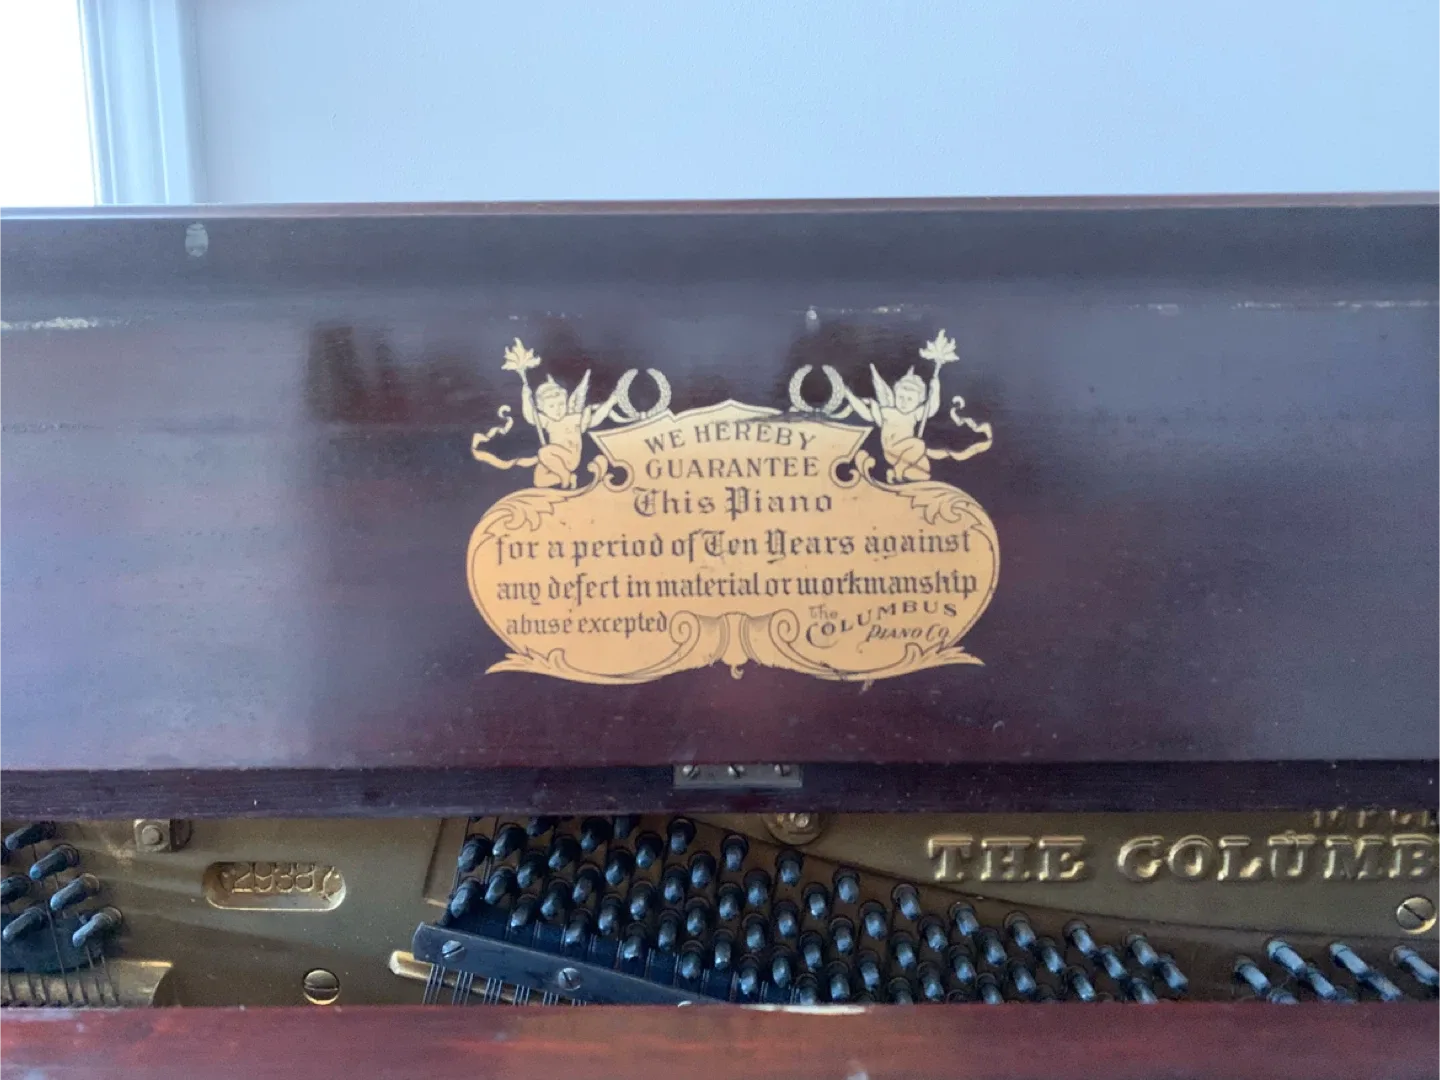 WE HEREBY
GUARANTEE
This Piano
for a period of Ten Years against
any defect in material or workmanship
abuse excepted The COLUMBUS
PIANO CO.
29387
THE COLUMB